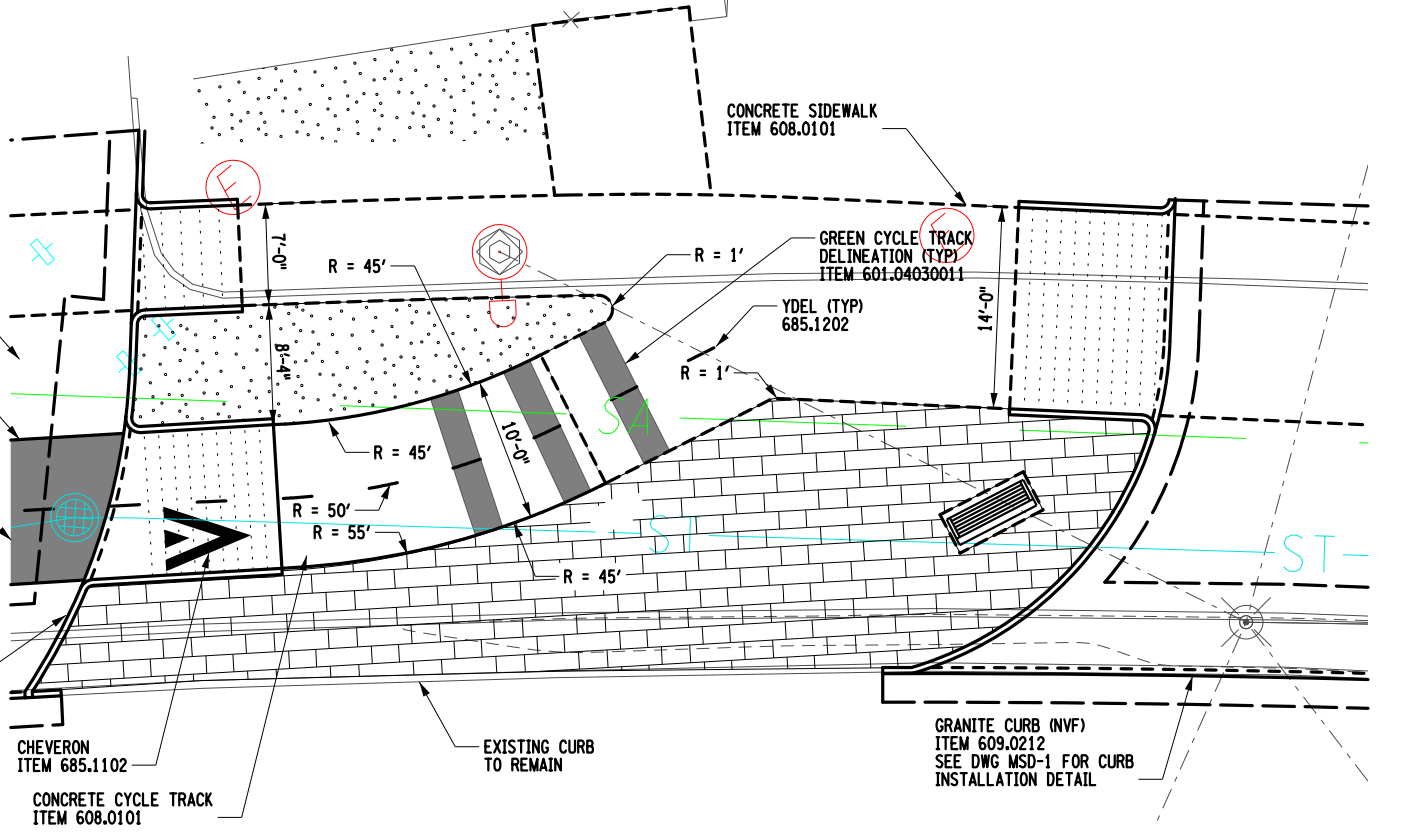 CONCRETE SIDEWALK
ITEM 608.0101
E
E
7'-0"
R = 45'
R = 1'
GREEN CYCLE TRACK
DELINEATION (TYP)
ITEM 601.04030011
YDEL (TYP)
685.1202
14'-0"
8'-4"
R = 1'
SA
10'-0"
R = 45'
R = 50'
R = 55'
ST
ST
R = 45'
CHEVERON
ITEM 685.1102
EXISTING CURB
TO REMAIN
GRANITE CURB (NVF)
ITEM 609.0212
SEE DWG MSD-1 FOR CURB
INSTALLATION DETAIL
CONCRETE CYCLE TRACK
ITEM 608.0101